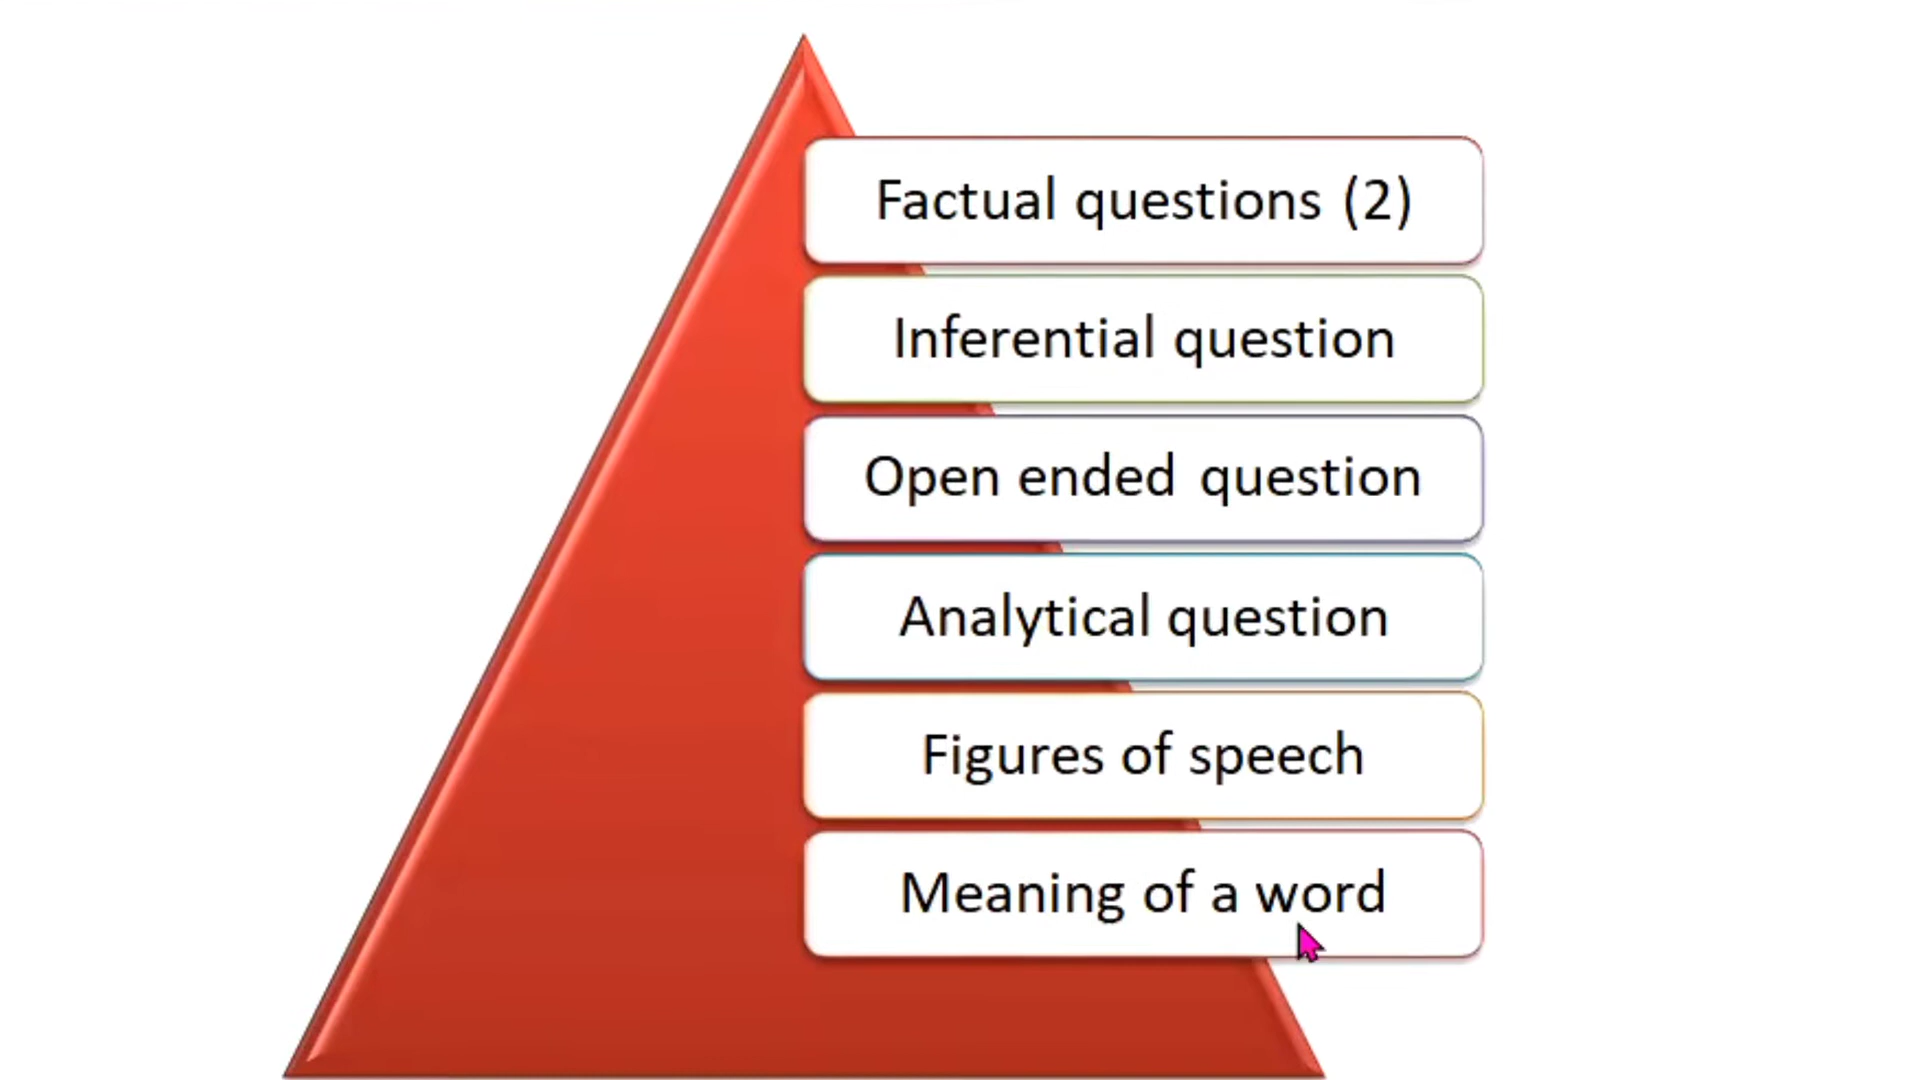 Factual questions (2)
Inferential question
Open ended question
Analytical question
Figures of speech
Meaning of a word